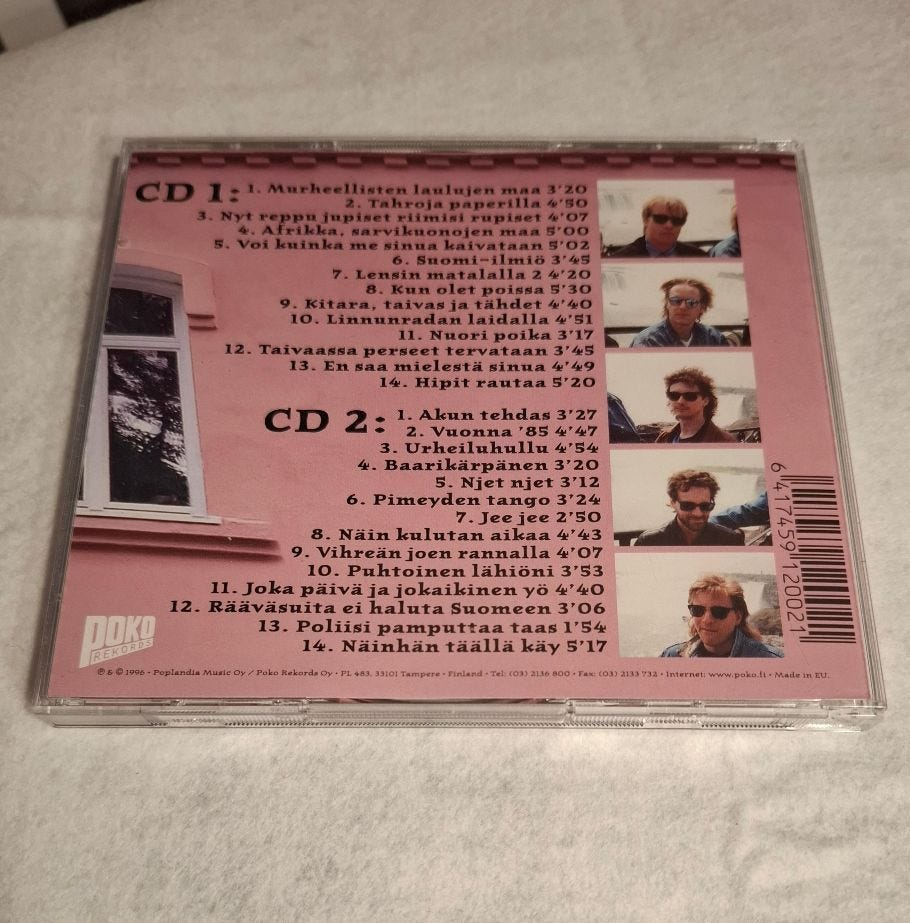 CD 1: 1. Murheellisten laulujen maa 3'20
2. Tahroja paperilla 4'50
3. Nyt reppu jupiset riimisi rupiset 4'07
4. Afrikka, sarvikuonojen maa 5'00
5. Voi kuinka me sinua kaivataan 5'02
6. Suomi-ilmiö 3'45
7. Lensin matalalla 2 4'20
8. Kun olet poissa 5'30
9. Kitara, taivas ja tähdet 4'40
10. Linnunradan laidalla 4'51
11. Nuori poika 3'17
12. Taivaassa perseet tervataan 3'45
13. En saa mielestä sinua 4'49
14. Hipit rautaa 5'20
CD 2: 1. Akun tehdas 3'27
2. Vuonna '85 4'47
3. Urheiluhullu 4'54
4. Baarikärpänen 3'20
5. Njet njet 3'12
6. Pimeyden tango 3'24
7. Jee jee 2'50
8. Näin kulutan aikaa 4'43
9. Vihreän joen rannalla 4'07
10. Puhtoinen lähiöni 3'53
11. Joka päivä ja jokaikinen yö 4'40
12. Rääväsuita ei haluta Suomeen 3'06
13. Poliisi pamputtaa taas 1'54
14. Näinhän täällä käy 5'17
POKO
REKORDS
℗ & © 1996 • Poplandia Music Oy / Poko Rekords Oy • PL 483, 33101 Tampere • Finland • Tel: (03) 2136 800 • Fax: (03) 2133 732 • Internet: www.poko.fi • Made in EU.
6 417459 120021